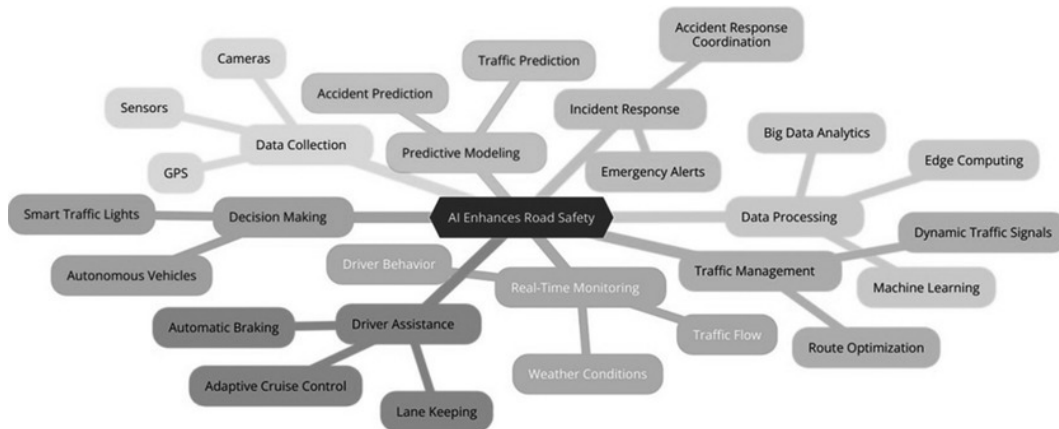 Accident Response
Coordination
Cameras
Traffic Prediction
Accident Prediction
Sensors
Incident Response
Big Data Analytics
Data Collection
Predictive Modeling
Edge Computing
GPS
Emergency Alerts
Smart Traffic Lights
Decision Making
AI Enhances Road Safety
Data Processing
Dynamic Traffic Signals
Driver Behavior
Autonomous Vehicles
Traffic Management
Real-Time Monitoring
Machine Learning
Automatic Braking
Driver Assistance
Traffic Flow
Route Optimization
Weather Conditions
Adaptive Cruise Control
Lane Keeping